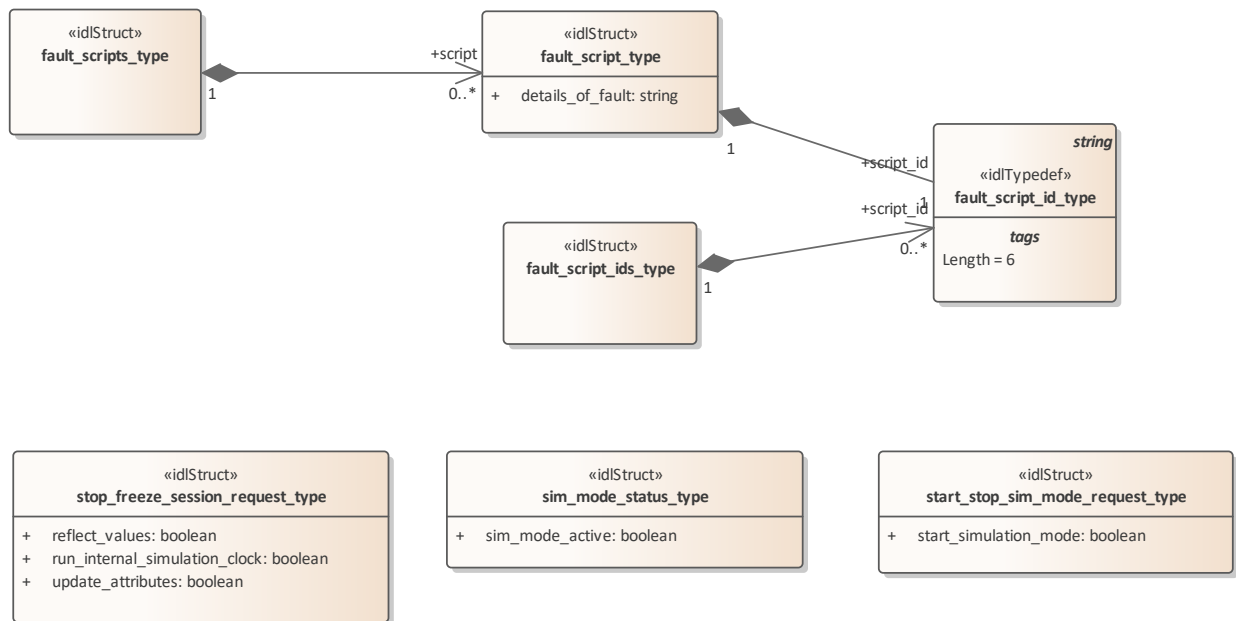 «idlStruct»
fault_scripts_type
1
+script
0..*
«idlStruct»
fault_script_type
+ details_of_fault: string
1
+script_id
1
string
«idlTypedef»
fault_script_id_type
tags
Length = 6
+script_id
0..*
«idlStruct»
fault_script_ids_type
1
«idlStruct»
stop_freeze_session_request_type
+ reflect_values: boolean
+ run_internal_simulation_clock: boolean
+ update_attributes: boolean
«idlStruct»
sim_mode_status_type
+ sim_mode_active: boolean
«idlStruct»
start_stop_sim_mode_request_type
+ start_simulation_mode: boolean